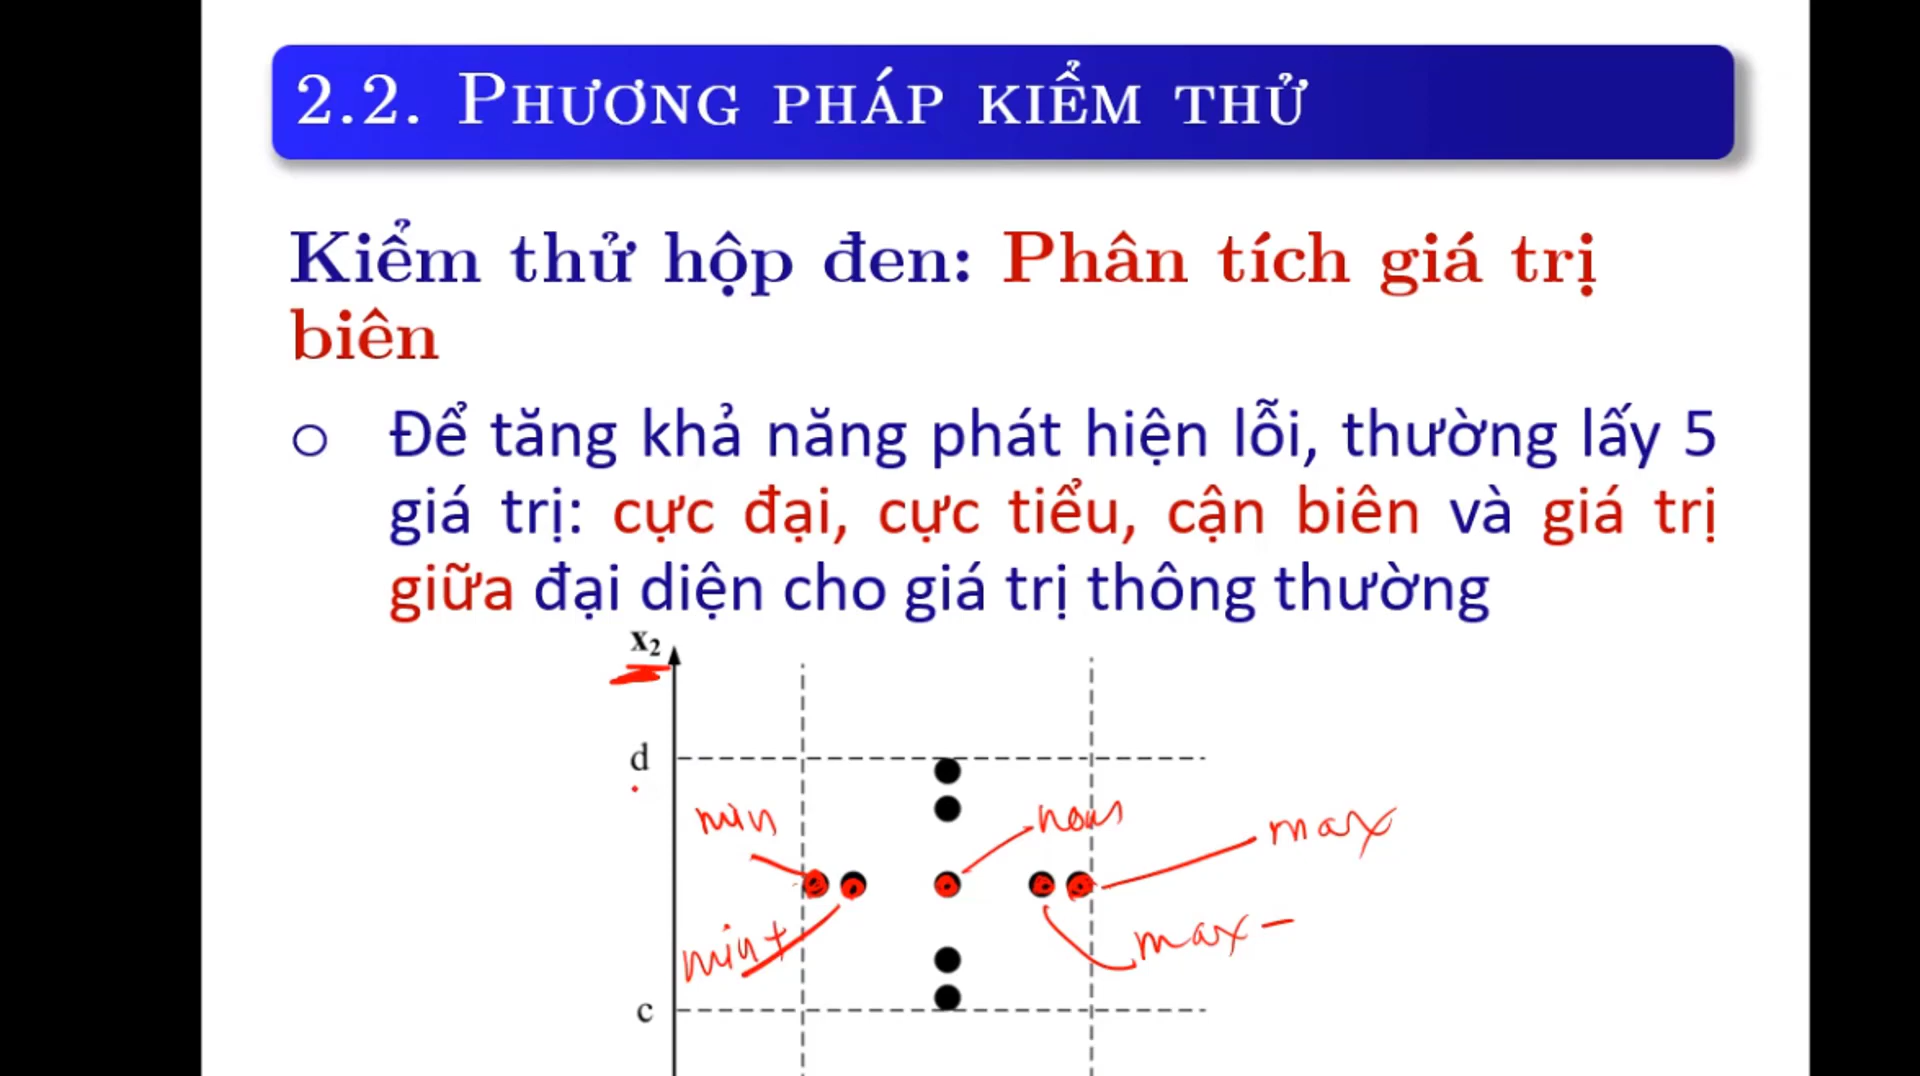 2.2. PHƯƠNG PHÁP KIỂM THỬ
Kiểm thử hộp đen: Phân tích giá trị
biên
Để tăng khả năng phát hiện lỗi, thường lấy 5
giá trị: cực đại, cực tiểu, cận biên và giá trị
giữa đại diện cho giá trị thông thường
x₂
d
min
nom
max
min+
max-
c